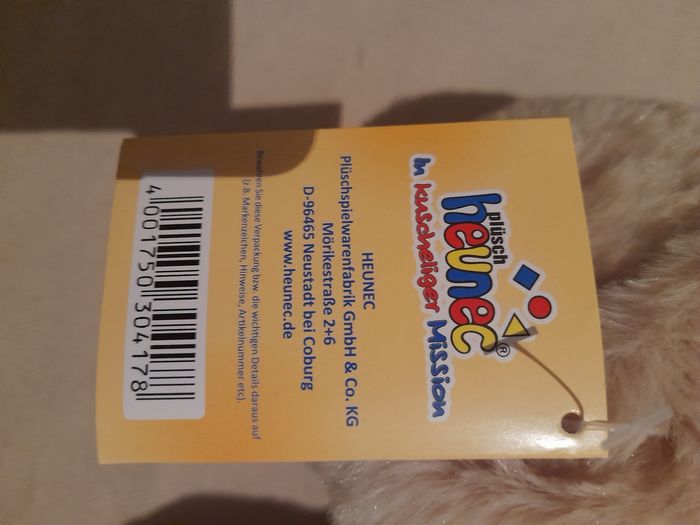 plüsch
heunec®
In kuscheliger Mission
HEUNEC
Plüschspielwarenfabrik GmbH & Co. KG
Mörikestraße 2+6
D-96465 Neustadt bei Coburg
www.heunec.de
Bewahren Sie diese Verpackung bzw. die wichtigen Details daraus auf
(z.B. Markenzeichen, Hinweise, Artikelnummer etc).
4 001750 304178